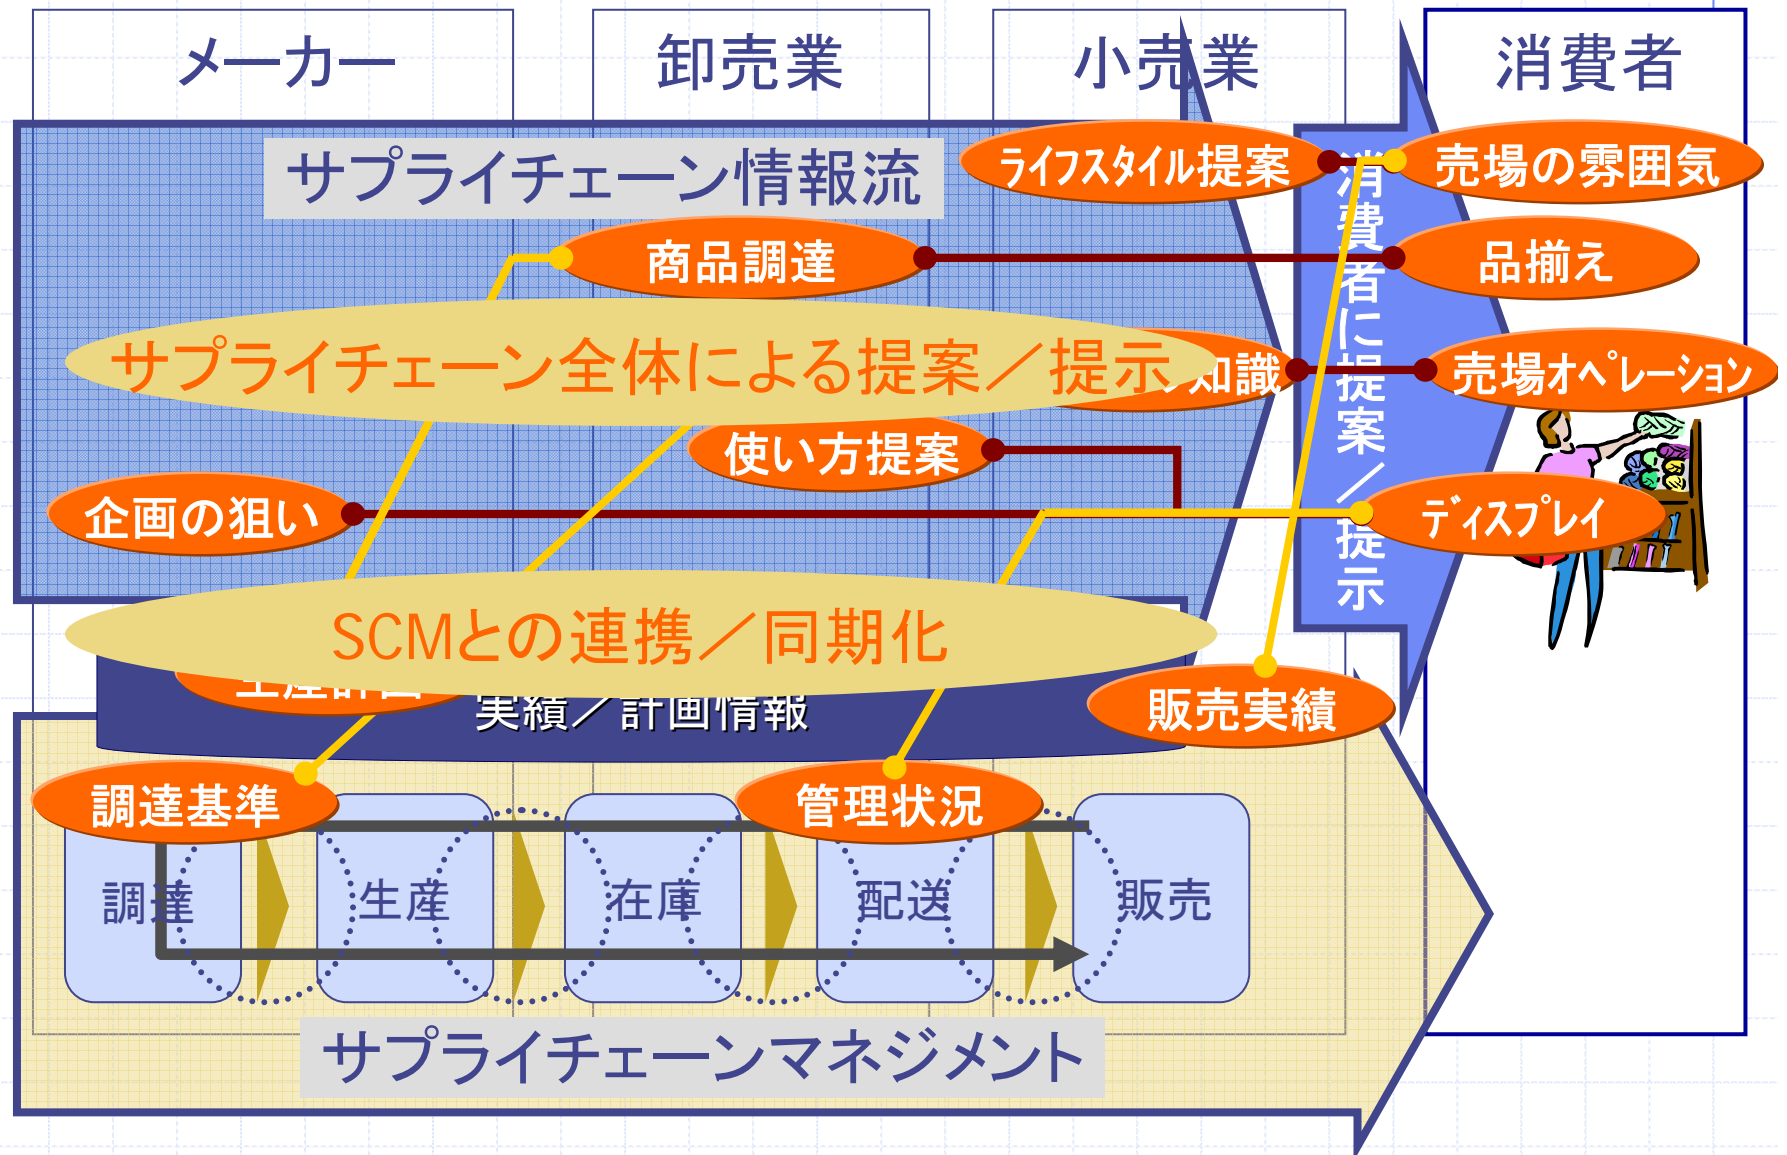 メーカー
卸売業
小売業
消費者
サプライチェーン情報流
ライフスタイル提案
売場の雰囲気
商品調達
品揃え
サプライチェーン全体による提案／提示
知識
売場オペレーション
消費者に提案／提示
使い方提案
企画の狙い
ディスプレイ
SCMとの連携／同期化
生産計画
実績／計画情報
販売実績
調達基準
管理状況
調達
生産
在庫
配送
販売
サプライチェーンマネジメント